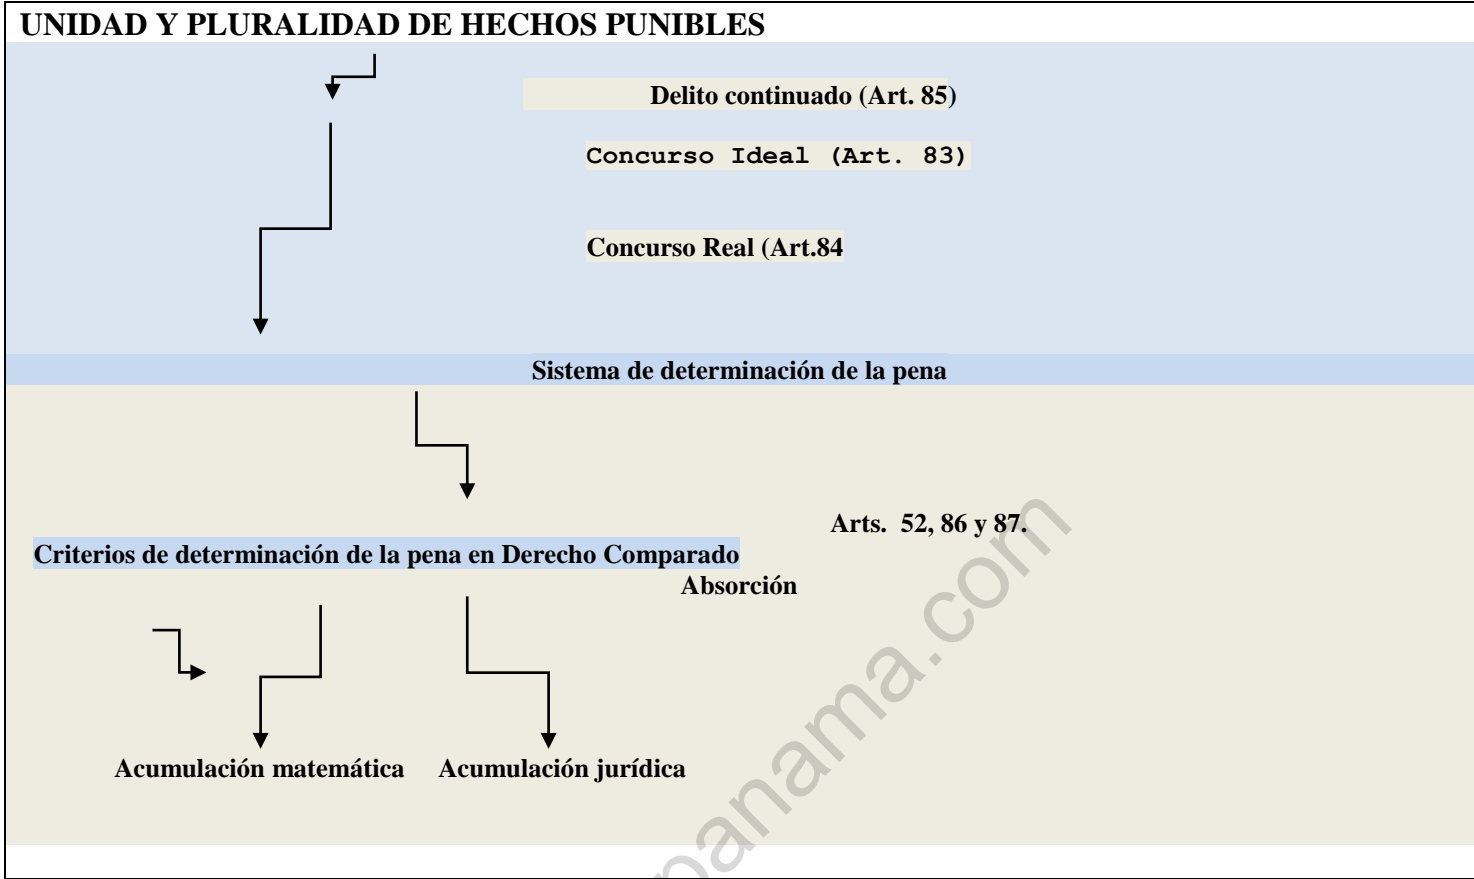 UNIDAD Y PLURALIDAD DE HECHOS PUNIBLES
Delito continuado (Art. 85)
Concurso Ideal (Art. 83)
Concurso Real (Art.84
Sistema de determinación de la pena
Arts. 52, 86 y 87.
Criterios de determinación de la pena en Derecho Comparado
Absorción
Acumulación matemática Acumulación jurídica
panama.com